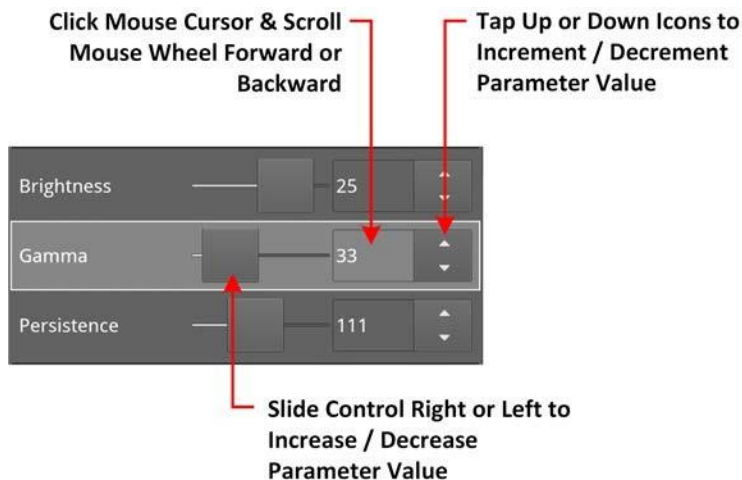 Click Mouse Cursor & Scroll
Mouse Wheel Forward or
Backward
Tap Up or Down Icons to
Increment / Decrement
Parameter Value
Brightness 25
Gamma 33
Persistence 111
Slide Control Right or Left to
Increase / Decrease
Parameter Value